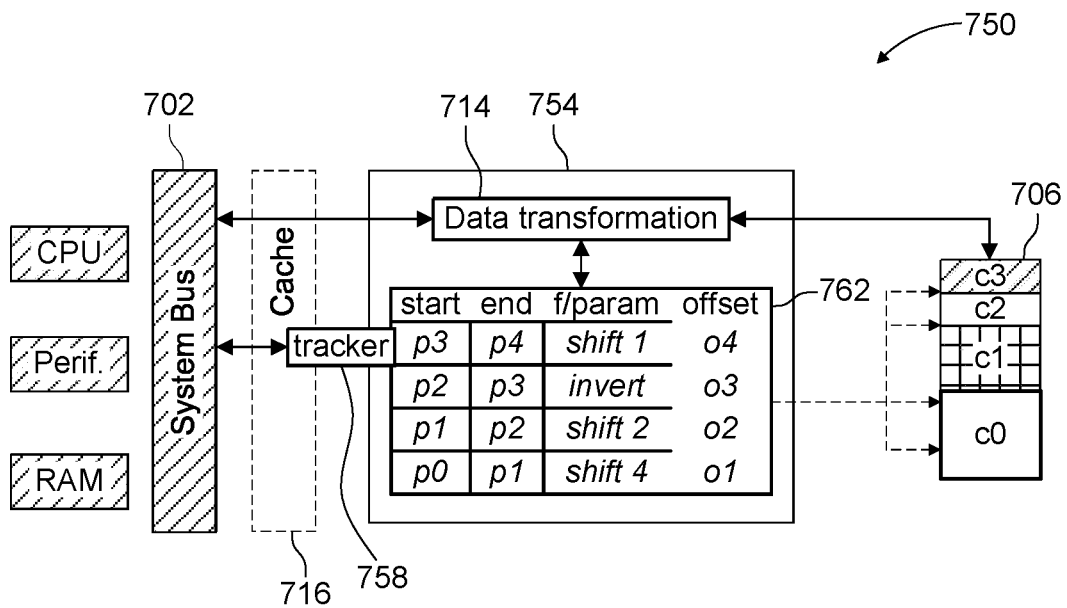 750
702
714
754
706
CPU
Perif.
RAM
System Bus
Cache
Data transformation
762
start end f/param offset
tracker p3 p4 shift 1 o4
p2 p3 invert o3
p1 p2 shift 2 o2
p0 p1 shift 4 o1
c3
c2
c1
c0
716
758